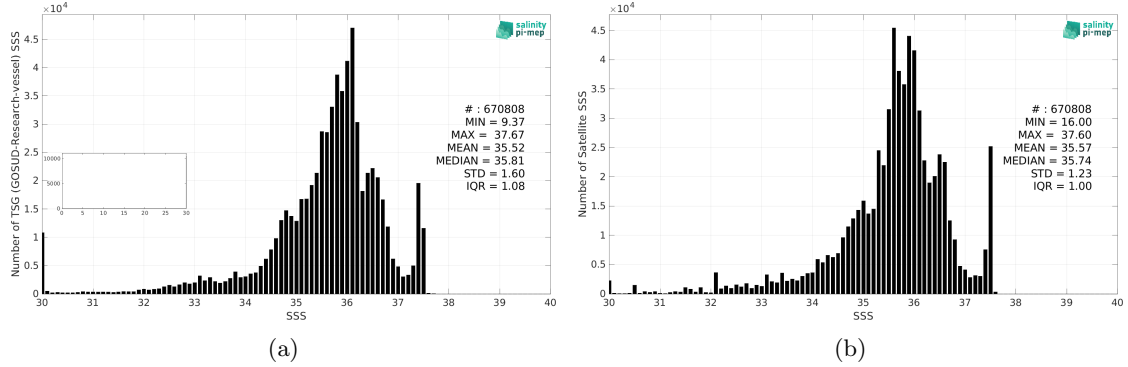 ×10⁴
4.5
4
3.5
3
2.5
2
1.5
1
0.5
0
Number of TSG (GOSUD-Research-vessel) SSS
salinity
pi-mep
# : 670808
MIN = 9.37
MAX = 37.67
MEAN = 35.52
MEDIAN = 35.81
STD = 1.60
IQR = 1.08
10000
5000
0
0 5 10 15 20 25 30
30 31 32 33 34 35 36 37 38 39 40
SSS
(a)
×10⁴
4.5
4
3.5
3
2.5
2
1.5
1
0.5
0
Number of Satellite SSS
salinity
pi-mep
# : 670808
MIN = 16.00
MAX = 37.60
MEAN = 35.57
MEDIAN = 35.74
STD = 1.23
IQR = 1.00
30 31 32 33 34 35 36 37 38 39 40
SSS
(b)